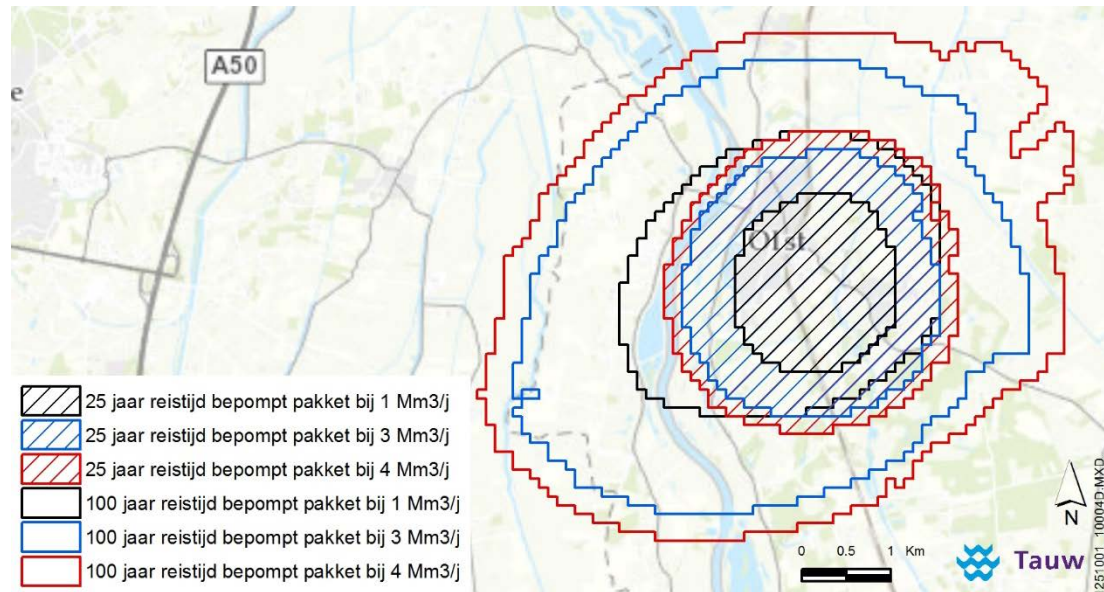 A50
e
Olst
25 jaar reistijd bepompt pakket bij 1 Mm3/j
25 jaar reistijd bepompt pakket bij 3 Mm3/j
25 jaar reistijd bepompt pakket bij 4 Mm3/j
100 jaar reistijd bepompt pakket bij 1 Mm3/j
100 jaar reistijd bepompt pakket bij 3 Mm3/j
100 jaar reistijd bepompt pakket bij 4 Mm3/j
0 0.5 1 Km
N
Tauw
251001_10004D.MXD